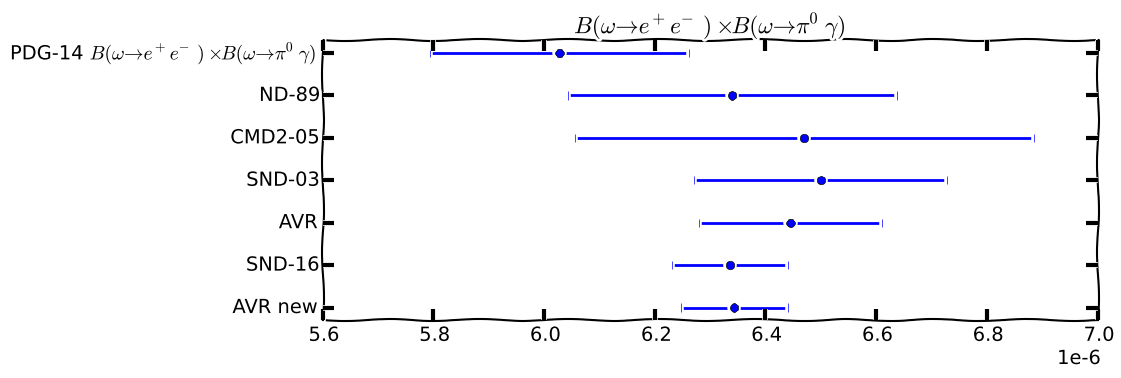 B(ω→e⁺ e⁻ ) ×B(ω→π⁰ γ)
PDG-14 B(ω→e⁺ e⁻ ) ×B(ω→π⁰ γ)
ND-89
CMD2-05
SND-03
AVR
SND-16
AVR new
5.6 5.8 6.0 6.2 6.4 6.6 6.8 7.0
1e-6